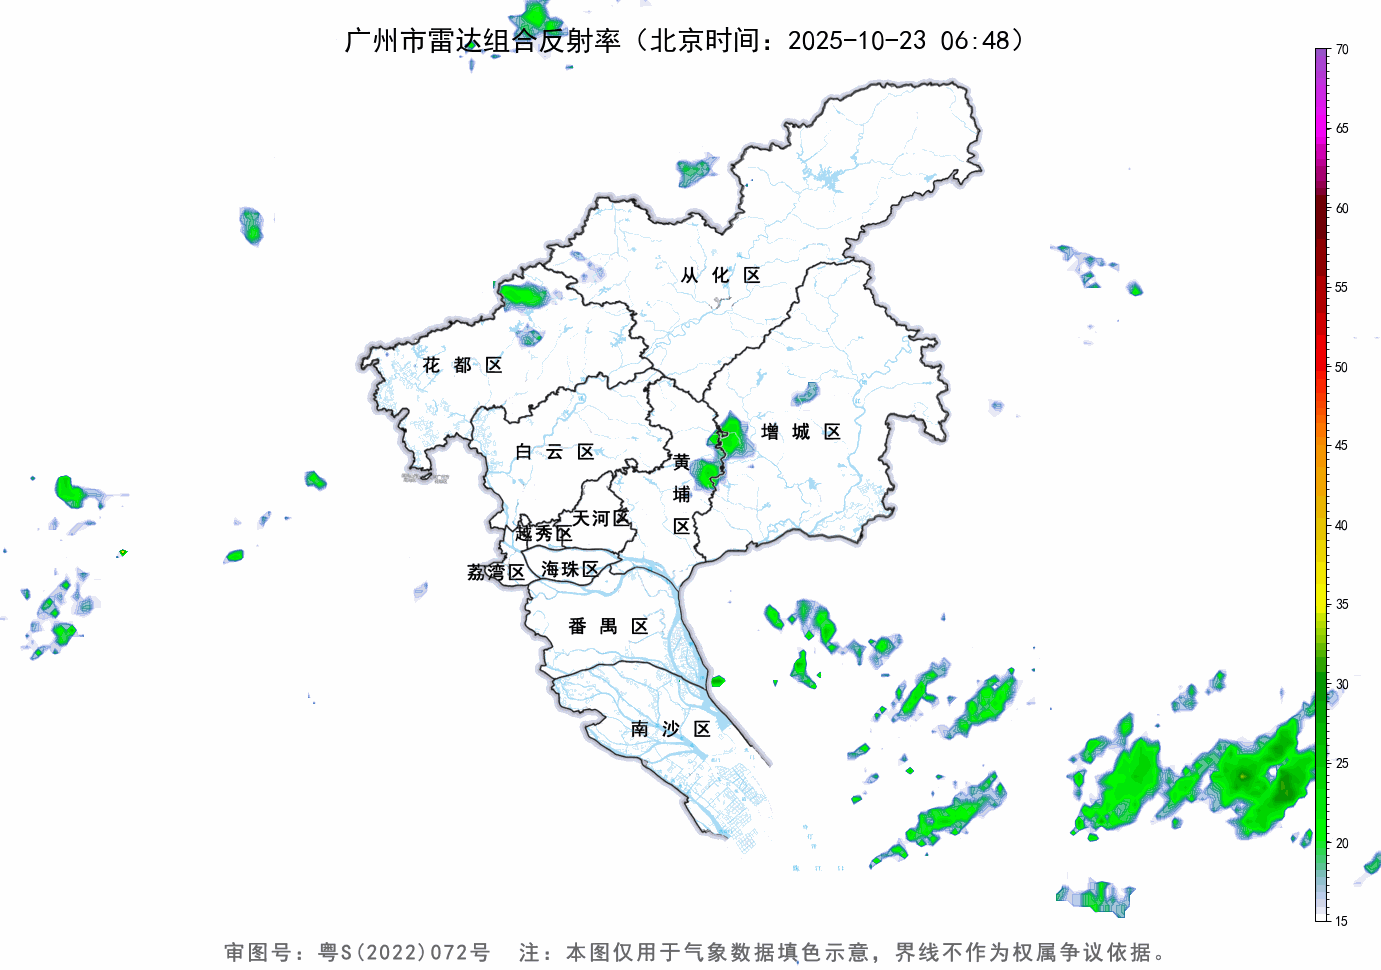 广州市雷达组合反射率（北京时间：2025-10-23 06:48）
70
65
60
55
50
45
40
35
30
25
20
15
从化区
花都区
增城区
白云区
黄埔区
天河区
越秀区
荔湾区
海珠区
番禺区
南沙区
审图号：粤S(2022)072号 注：本图仅用于气象数据填色示意，界线不作为权属争议依据。